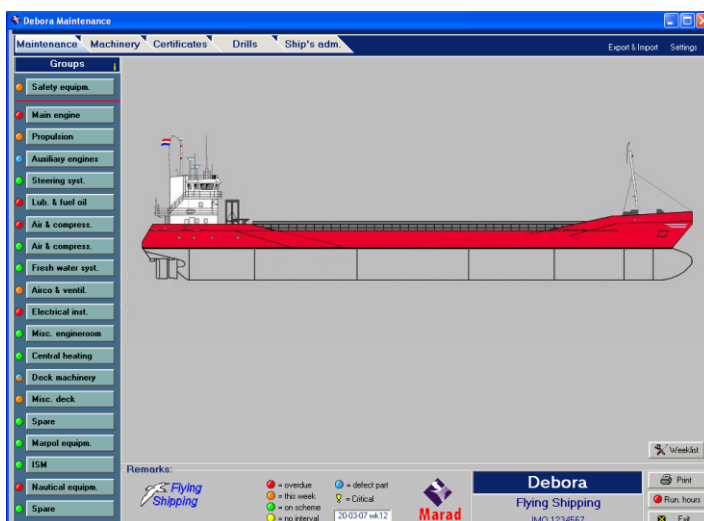 Debora Maintenance
Maintenance
Machinery
Certificates
Drills
Ship's adm.
Export & Import
Settings
Groups
Safety equipm.
Main engine
Propulsion
Auxiliary engines
Steering syst.
Lub. & fuel oil
Air & compress.
Air & compress.
Fresh water syst.
Airco & ventil.
Electrical inst.
Misc. engineroom
Central heating
Deck machinery
Misc. deck
Spare
Marpol equipm.
ISM
Nautical equipm.
Spare
Weeklist
Remarks:
Flying
Shipping
= overdue
= this week
= on scheme
= no interval
= defect part
= Critical
20-03-07 wk12
Marad
Debora
Flying Shipping
IMO 1234567
Print
Run. hours
Exit